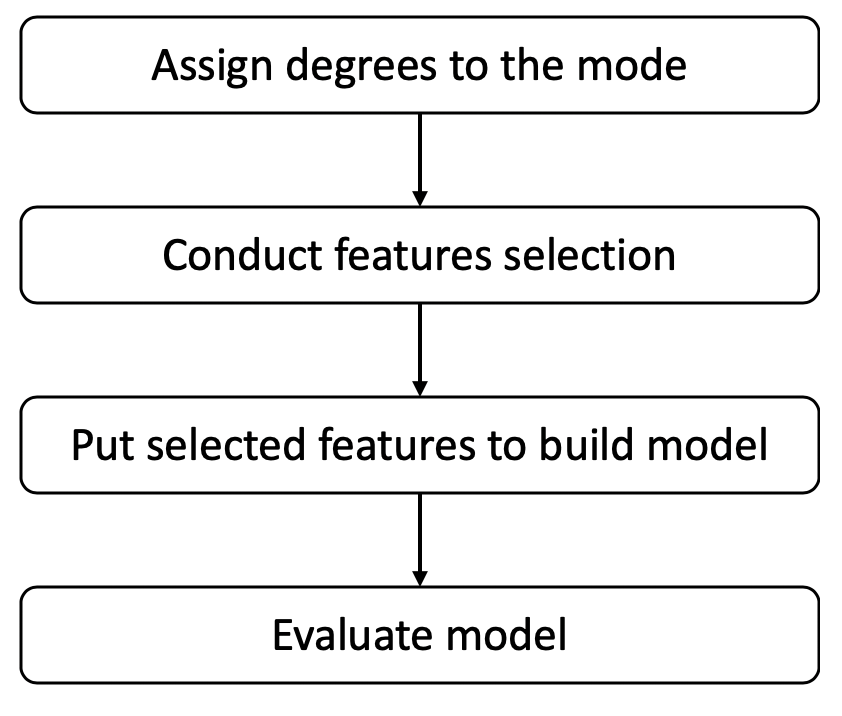 Assign degrees to the mode
Conduct features selection
Put selected features to build model
Evaluate model